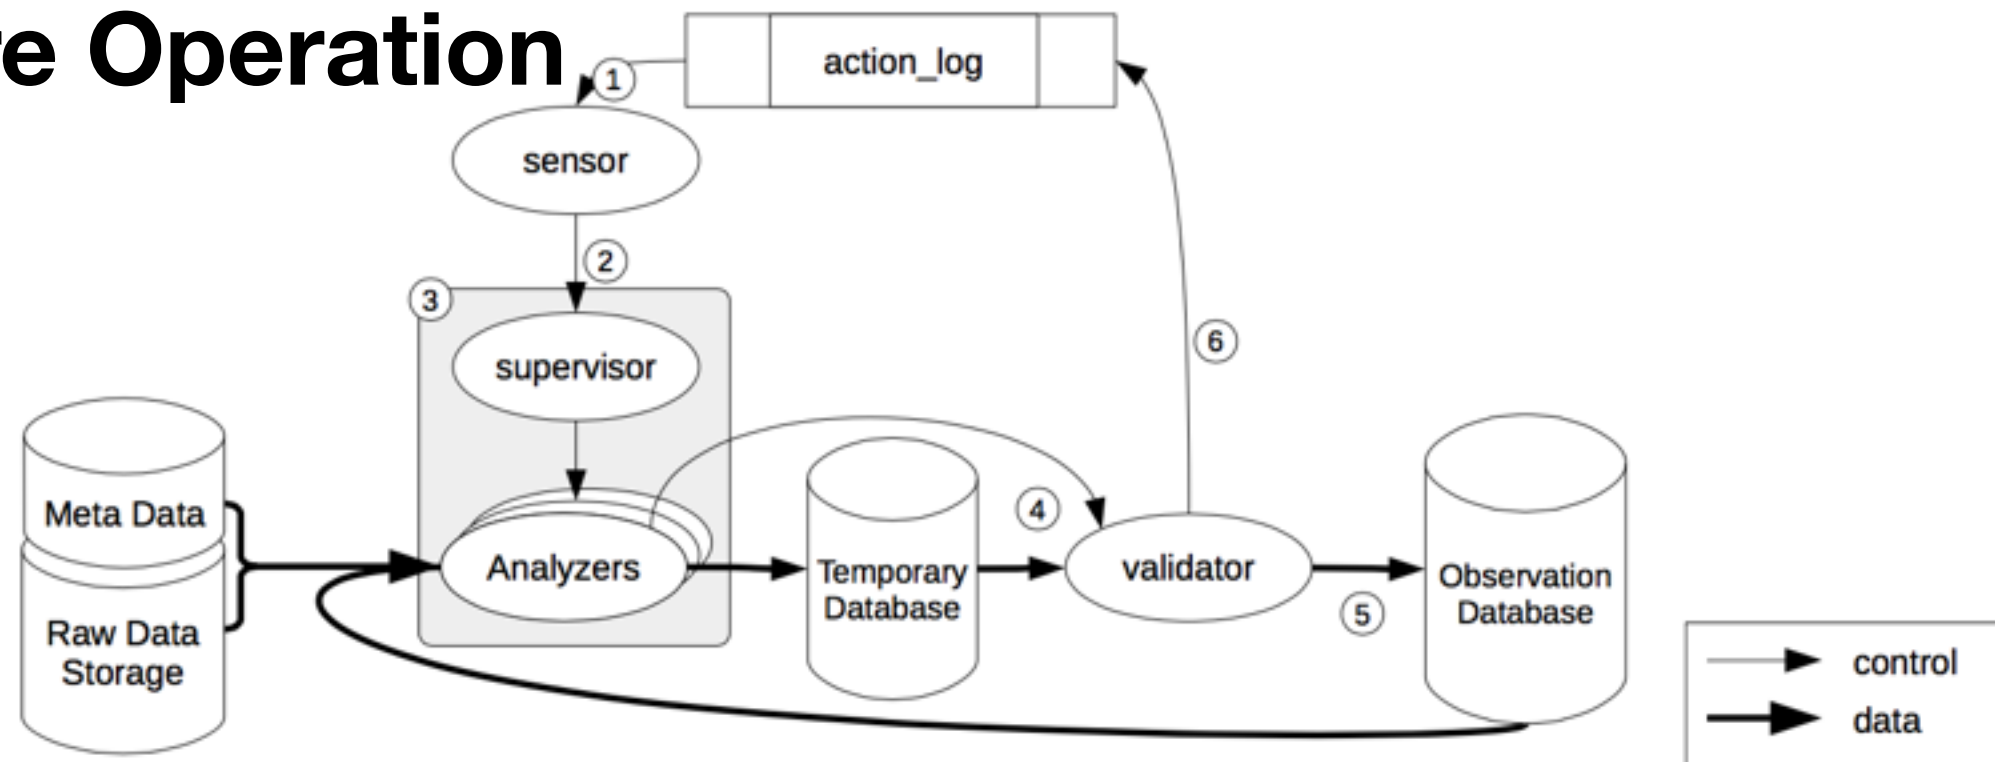 re Operation
action_log
1
sensor
2
3
supervisor
6
Meta Data
4
Analyzers
Temporary
Database
validator
Observation
Database
5
Raw Data
Storage
control
data